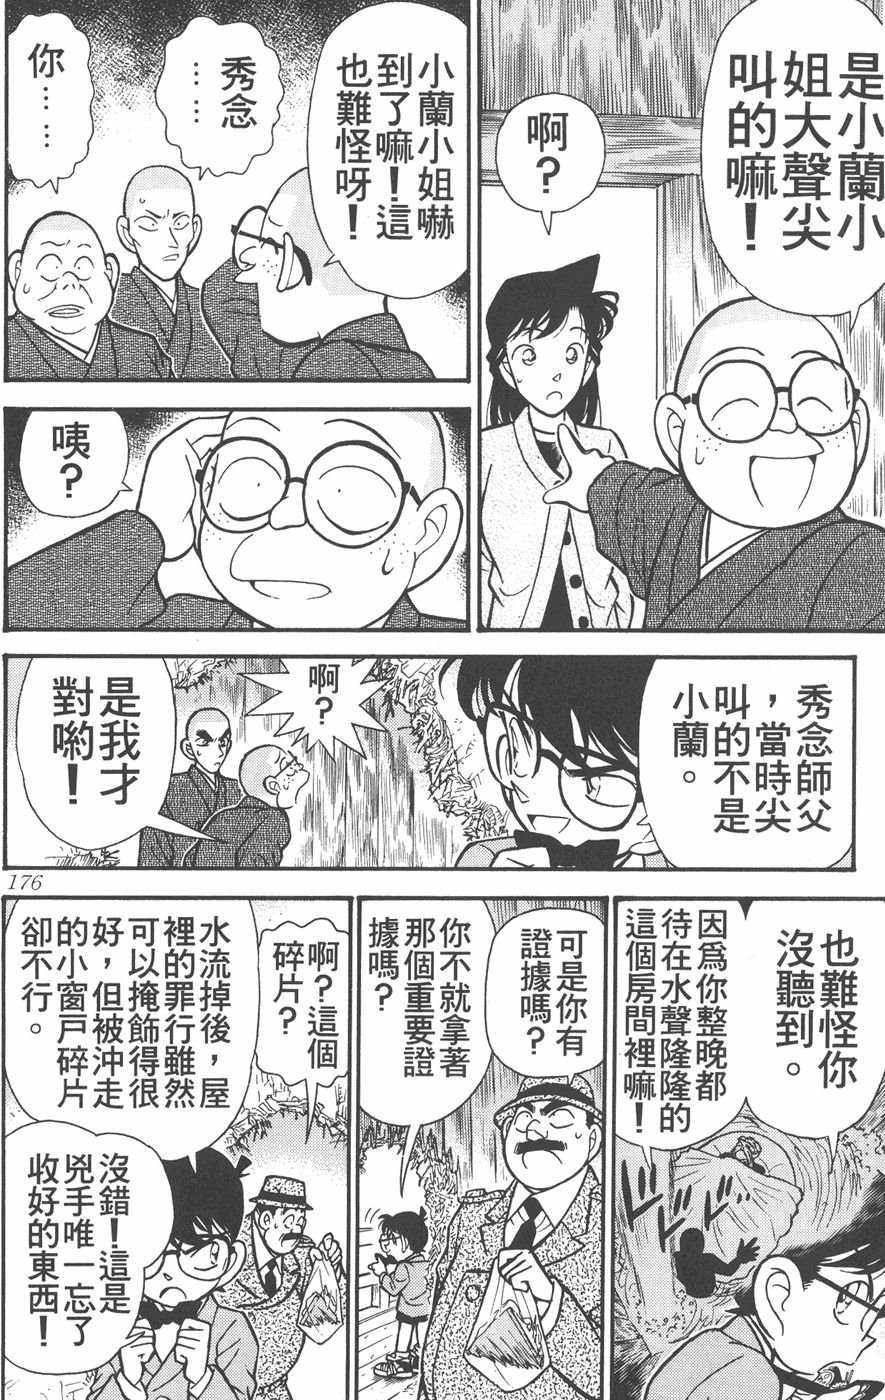 是小蘭小
姐大聲尖
叫的嘛！
啊？
小蘭小姐嚇
到了嘛！這
也難怪呀！
秀念
……
你……
咦？
秀念師父
，當時尖
叫的不是
小蘭。
啊？
是我才
對喲！
176
也難怪你
沒聽到。
因為你整晚都
待在水聲隆隆的
這個房間裡嘛！
可是你有
證據嗎？
你不就拿著
那個重要證
據嗎？
啊？這個
碎片？
水流掉後，屋
裡的罪行雖然
可以掩飾得很
好，但被沖走
的小窗戶碎片
卻不行。
沒錯！這是
兇手唯一忘了
收好的東西！